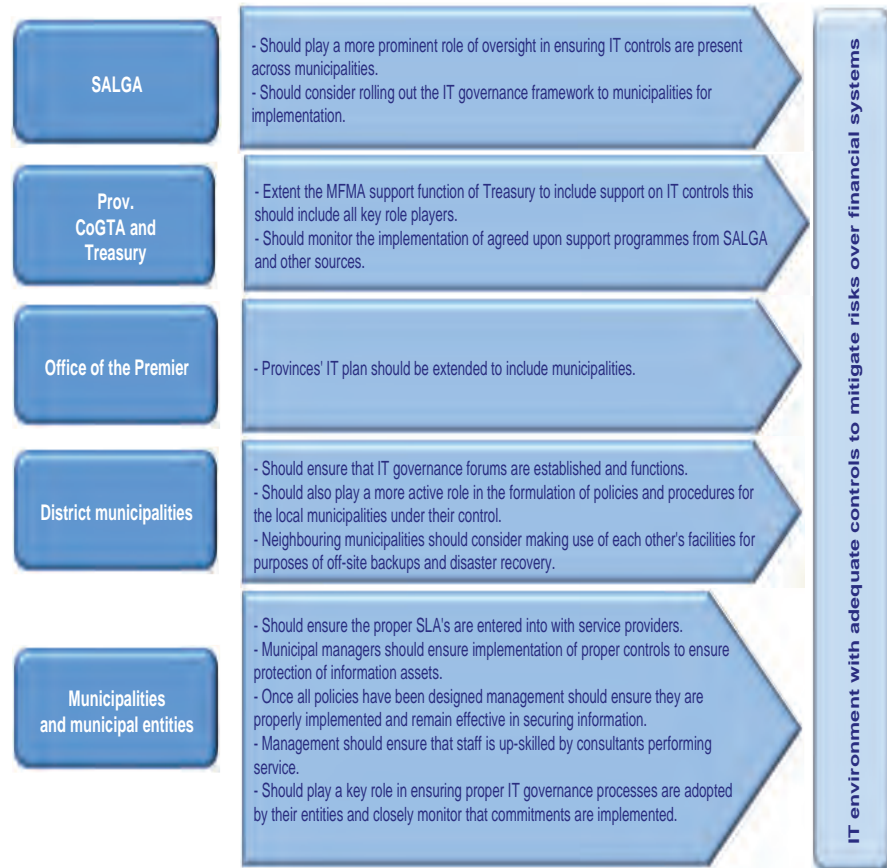 SALGA
- Should play a more prominent role of oversight in ensuring IT controls are present
across municipalities.
- Should consider rolling out the IT governance framework to municipalities for
implementation.
Prov.
CoGTA and
Treasury
- Extent the MFMA support function of Treasury to include support on IT controls this
should include all key role players.
- Should monitor the implementation of agreed upon support programmes from SALGA
and other sources.
Office of the Premier
- Provinces' IT plan should be extended to include municipalities.
District municipalities
- Should ensure that IT governance forums are established and functions.
- Should also play a more active role in the formulation of policies and procedures for
the local municipalities under their control.
- Neighbouring municipalities should consider making use of each other's facilities for
purposes of off-site backups and disaster recovery.
Municipalities
and municipal entities
- Should ensure the proper SLA's are entered into with service providers.
- Municipal managers should ensure implementation of proper controls to ensure
protection of information assets.
- Once all policies have been designed management should ensure they are
properly implemented and remain effective in securing information.
- Management should ensure that staff is up-skilled by consultants performing
service.
- Should play a key role in ensuring proper IT governance processes are adopted
by their entities and closely monitor that commitments are implemented.
IT environment with adequate controls to mitigate risks over financial systems